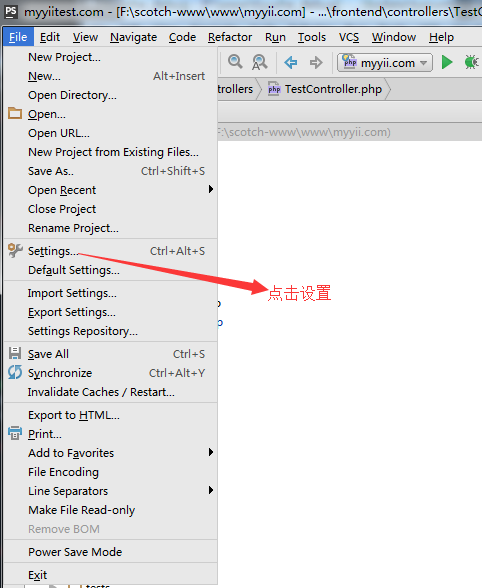 PS myyiitest.com - [F:\scotch-www\www\myyii.com] - ...\frontend\controllers\TestCo
File Edit View Navigate Code Refactor Run Tools VCS Window Help
New Project...
myyii.com
New... Alt+Insert
Open Directory...
ntrollers TestController.php
Open...
Open URL...
F:\scotch-www\www\myyii.com)
New Project from Existing Files...
Save As.. Ctrl+Shift+S
Open Recent
Close Project
Rename Project...
Settings... Ctrl+Alt+S
Default Settings...
点击设置
Import Settings...
Export Settings...
Settings Repository...
Save All Ctrl+S
Synchronize Ctrl+Alt+Y
Invalidate Caches / Restart...
Export to HTML...
Print...
Add to Favorites
File Encoding
Line Separators
Make File Read-only
Remove BOM
Power Save Mode
Exit
tests